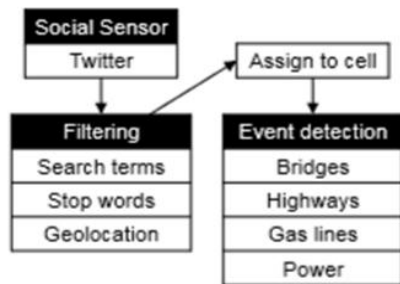 Social Sensor
Twitter
Filtering
Search terms
Stop words
Geolocation
Assign to cell
Event detection
Bridges
Highways
Gas lines
Power